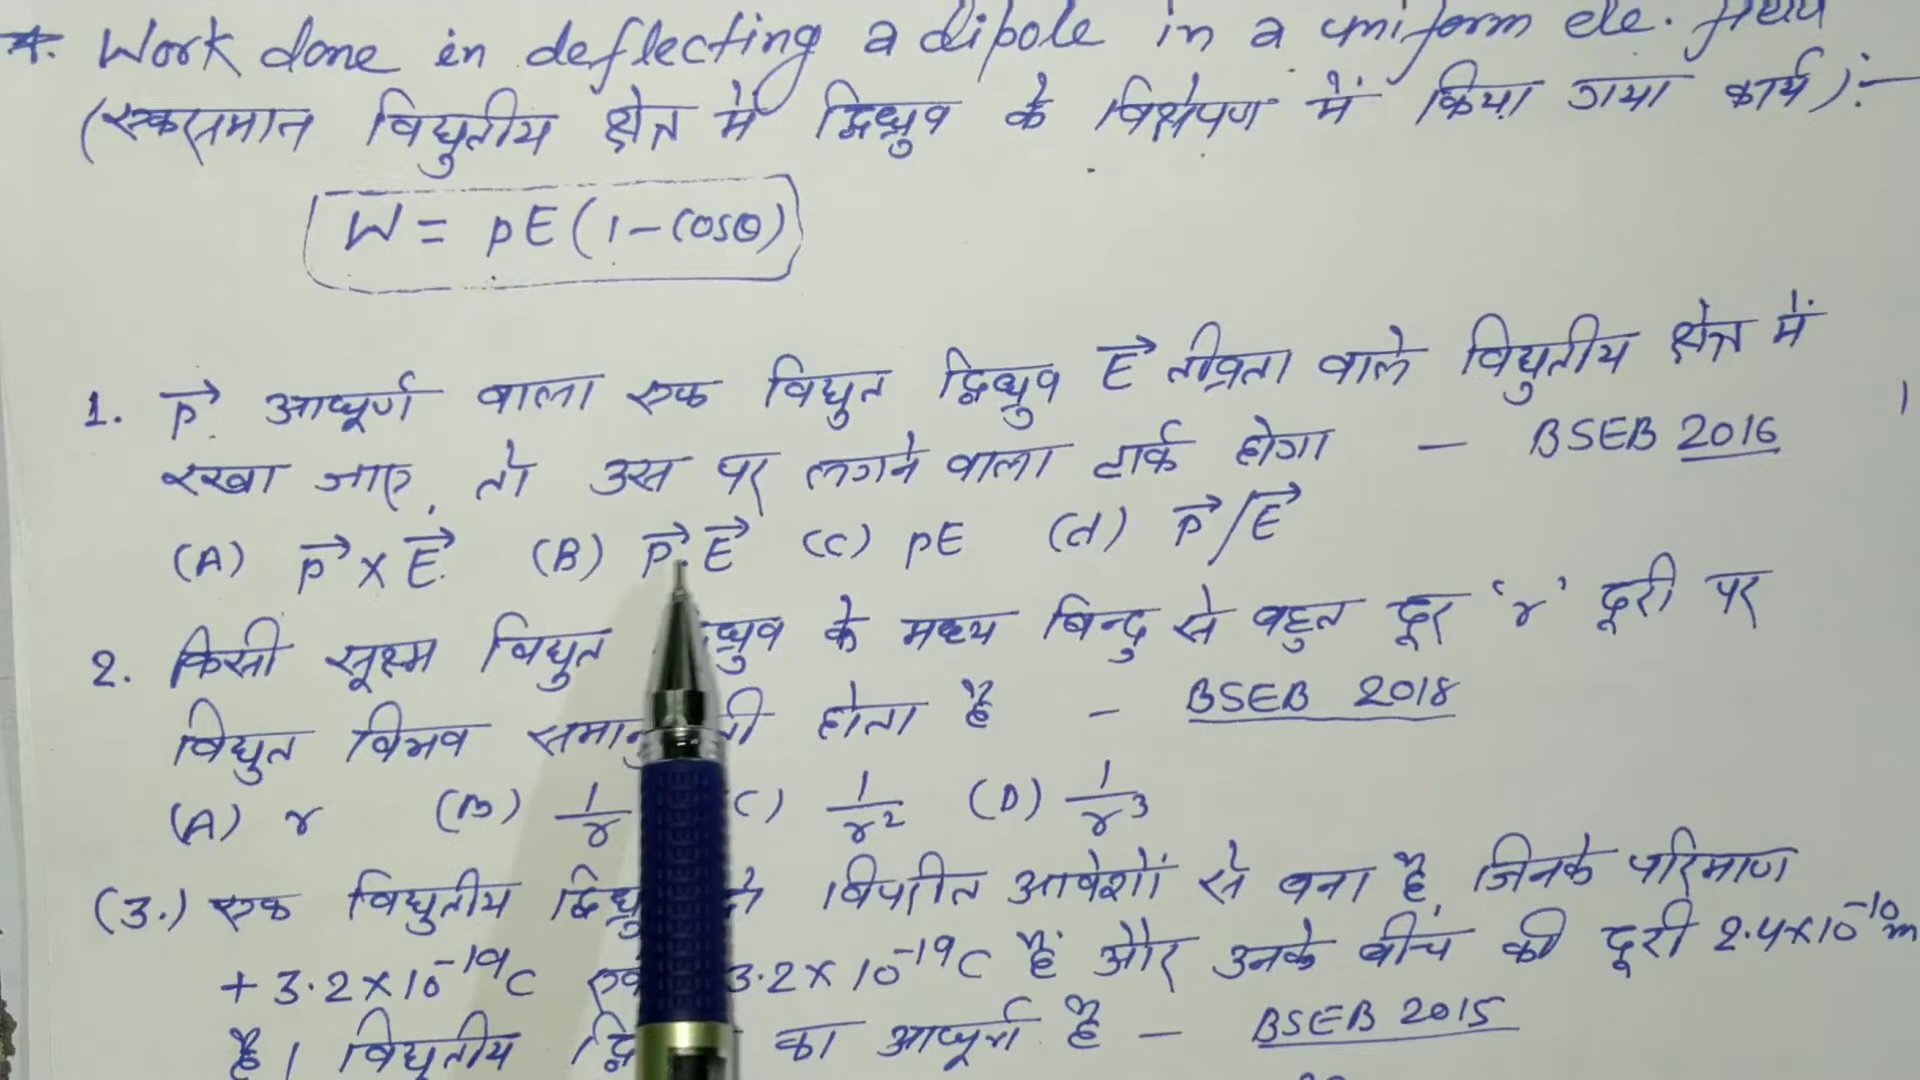 4. Work done in deflecting a dipole in a uniform ele. field
(एकसमान विद्युतीय क्षेत्र में द्विध्रुव के विक्षेपण में किया गया कार्य):-
W = pE(1-cosθ)
1. P⃗ आघूर्ण वाला एक विद्युत द्विध्रुव E⃗ तीव्रता वाले विद्युतीय क्षेत्र में
रखा जाए, तो उस पर लगने वाला टार्क होगा — BSEB 2016
(A) P⃗ × E⃗ (B) P⃗.E⃗ (C) pE (d) P⃗/E⃗
2. किसी सूक्ष्म विद्युत के मध्य बिन्दु से बहुत दूर 'r' दूरी पर
विद्युत विभव होता है – BSEB 2018
(A) r (B) 1/r C) 1/r² (D) 1/r³
(3.) एक विद्युतीय विपरीत आवेशों से बना है, जिनके परिमाण
+3.2×10⁻¹⁹C 3.2×10⁻¹⁹C है और उनके बीच की दूरी 2.4×10⁻¹⁰m
है। विद्युतीय का आघूर्ण है – BSEB 2015